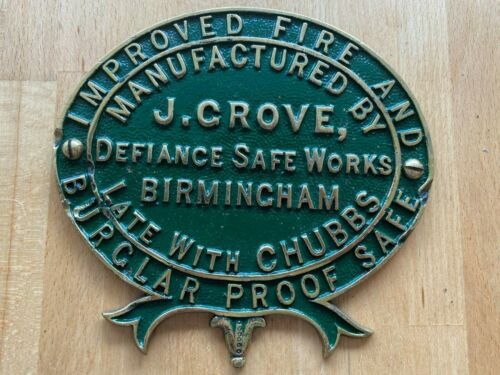 IMPROVED FIRE AND
BURGLAR PROOF SAFE
MANUFACTURED BY
J. GROVE,
DEFIANCE SAFE WORKS
BIRMINGHAM
LATE WITH CHUBBS